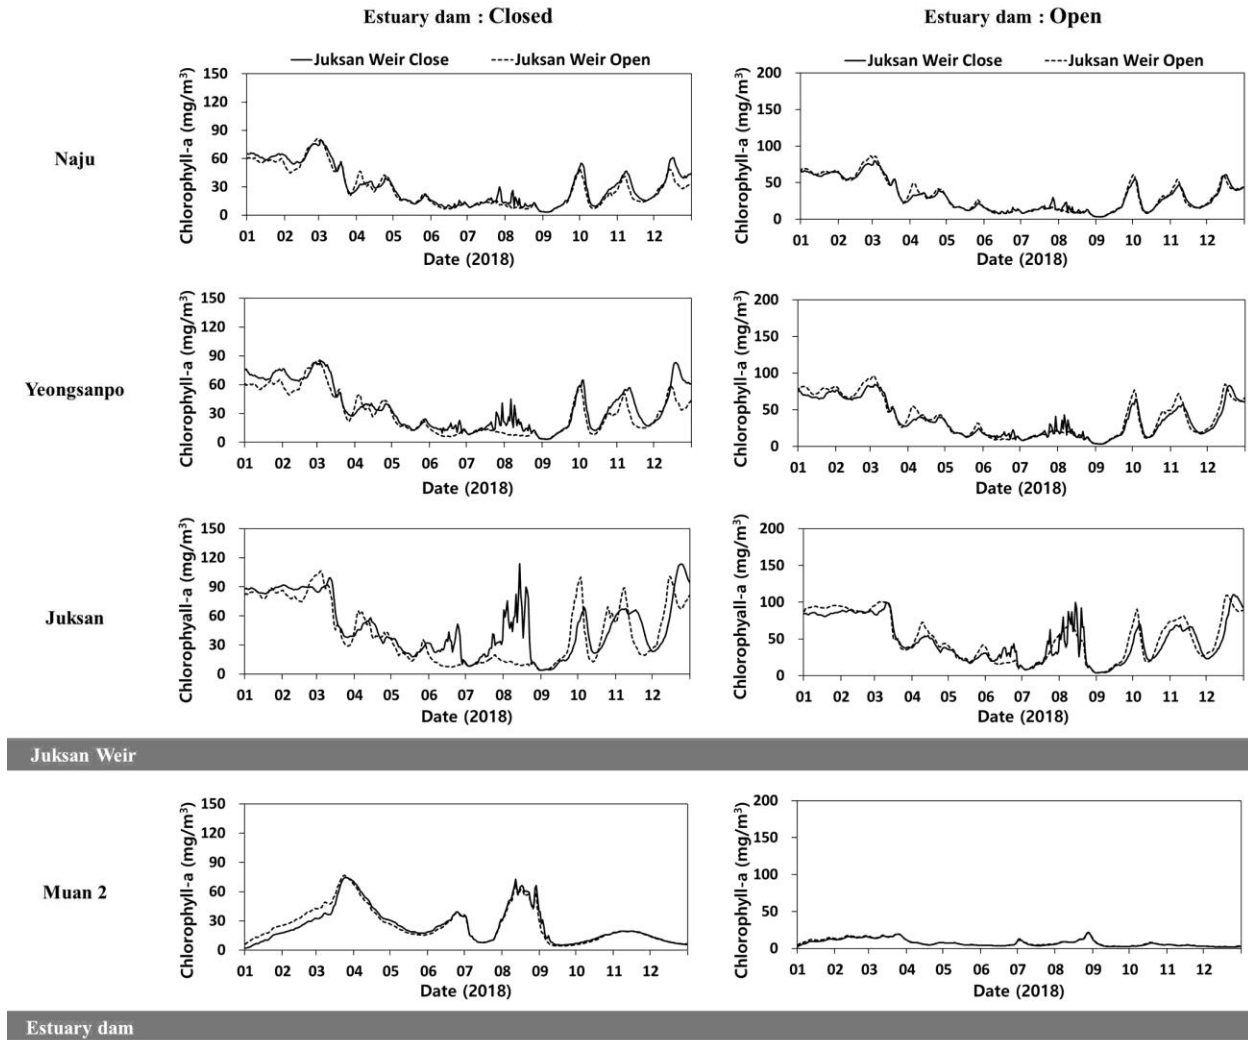 Estuary dam : Closed
Estuary dam : Open
Naju
Juksan Weir Close
Juksan Weir Open
Chlorophyll-a (mg/m³)
150
120
90
60
30
0
01 02 03 04 05 06 07 08 09 10 11 12
Date (2018)
Juksan Weir Close
Juksan Weir Open
Chlorophyll-a (mg/m³)
200
150
100
50
0
01 02 03 04 05 06 07 08 09 10 11 12
Date (2018)
Yeongsanpo
Chlorophyll-a (mg/m³)
150
120
90
60
30
0
01 02 03 04 05 06 07 08 09 10 11 12
Date (2018)
Chlorophyll-a (mg/m³)
200
150
100
50
0
01 02 03 04 05 06 07 08 09 10 11 12
Date (2018)
Juksan
Chlorophyall-a (mg/m³)
150
120
90
60
30
0
01 02 03 04 05 06 07 08 09 10 11 12
Date (2018)
Chlorophyall-a (mg/m³)
200
150
100
50
0
01 02 03 04 05 06 07 08 09 10 11 12
Date (2018)
Juksan Weir
Muan 2
Chlorophyll-a (mg/m³)
150
120
90
60
30
0
01 02 03 04 05 06 07 08 09 10 11 12
Date (2018)
Chlorophyll-a (mg/m³)
200
150
100
50
0
01 02 03 04 05 06 07 08 09 10 11 12
Date (2018)
Estuary dam